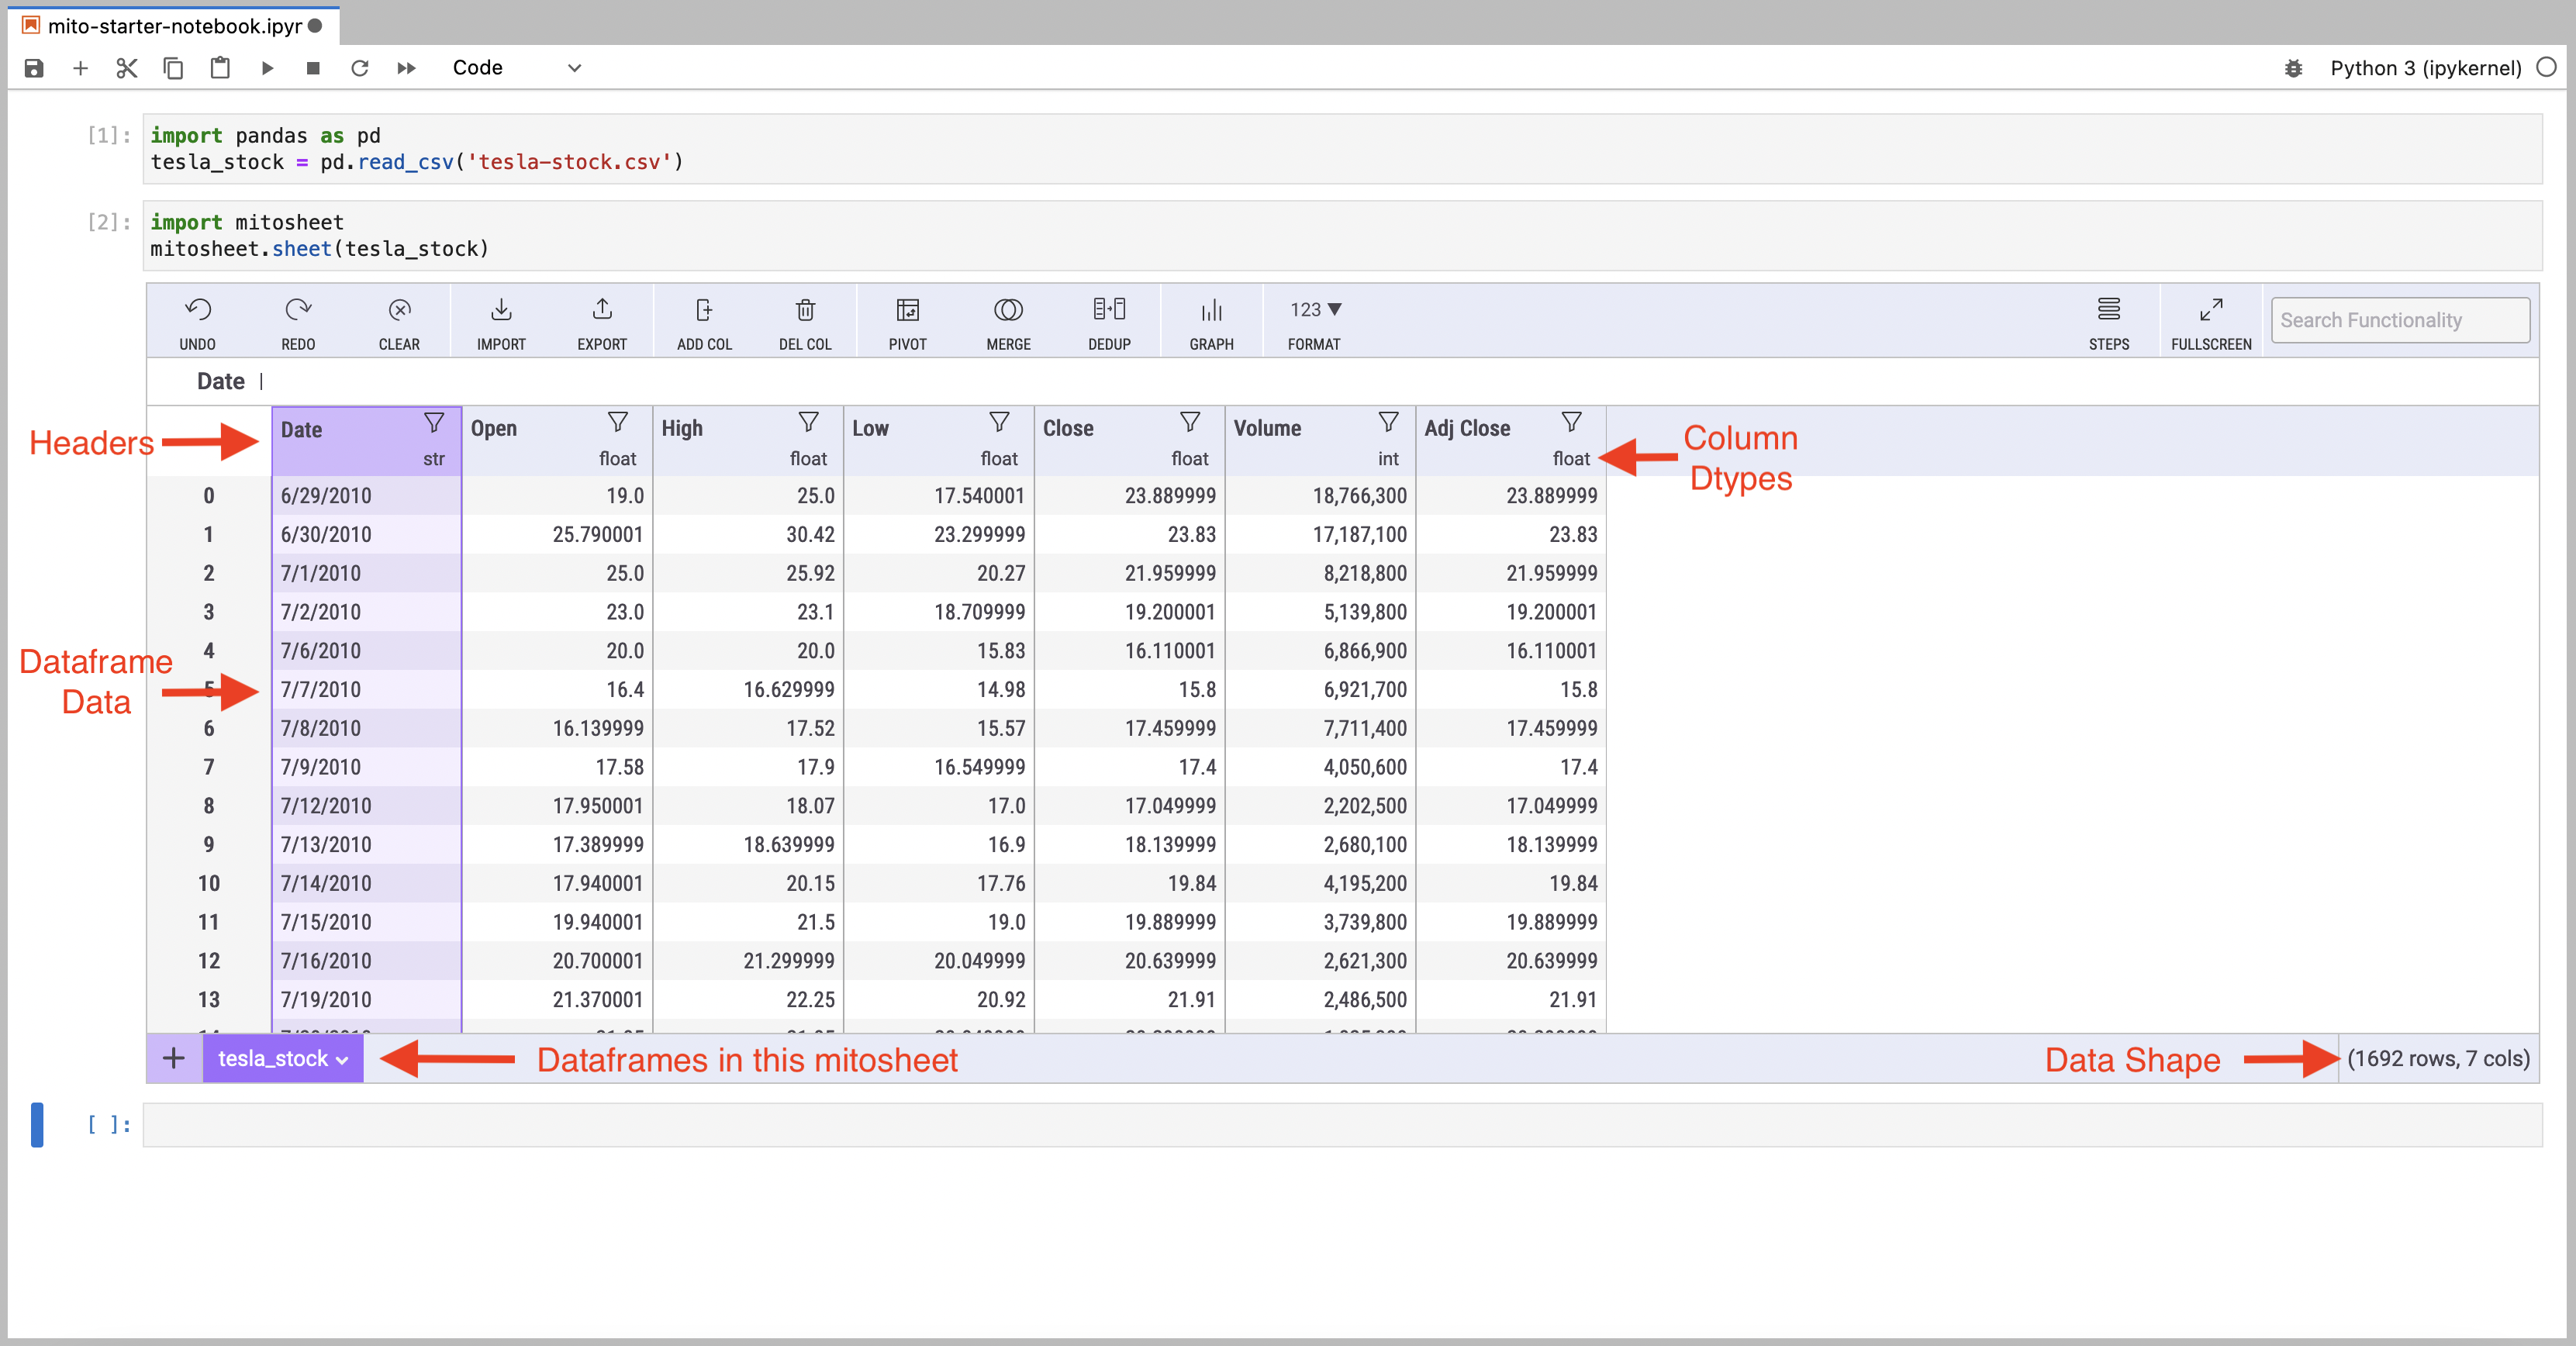 mito-starter-notebook.ipyr
Code
Python 3 (ipykernel)
[1]: import pandas as pd
tesla_stock = pd.read_csv('tesla-stock.csv')
[2]: import mitosheet
mitosheet.sheet(tesla_stock)
123
UNDO REDO CLEAR IMPORT EXPORT ADD COL DEL COL PIVOT MERGE DEDUP GRAPH FORMAT STEPS FULLSCREEN Search Functionality
Date |
Headers
Date Open High Low Close Volume Adj Close
str float float float float int float
Column
Dtypes
0 6/29/2010 19.0 25.0 17.540001 23.889999 18,766,300 23.889999
1 6/30/2010 25.790001 30.42 23.299999 23.83 17,187,100 23.83
2 7/1/2010 25.0 25.92 20.27 21.959999 8,218,800 21.959999
3 7/2/2010 23.0 23.1 18.709999 19.200001 5,139,800 19.200001
4 7/6/2010 20.0 20.0 15.83 16.110001 6,866,900 16.110001
Dataframe
Data
5 7/7/2010 16.4 16.629999 14.98 15.8 6,921,700 15.8
6 7/8/2010 16.139999 17.52 15.57 17.459999 7,711,400 17.459999
7 7/9/2010 17.58 17.9 16.549999 17.4 4,050,600 17.4
8 7/12/2010 17.950001 18.07 17.0 17.049999 2,202,500 17.049999
9 7/13/2010 17.389999 18.639999 16.9 18.139999 2,680,100 18.139999
10 7/14/2010 17.940001 20.15 17.76 19.84 4,195,200 19.84
11 7/15/2010 19.940001 21.5 19.0 19.889999 3,739,800 19.889999
12 7/16/2010 20.700001 21.299999 20.049999 20.639999 2,621,300 20.639999
13 7/19/2010 21.370001 22.25 20.92 21.91 2,486,500 21.91
+ tesla_stock
Dataframes in this mitosheet
Data Shape
(1692 rows, 7 cols)
[ ]: